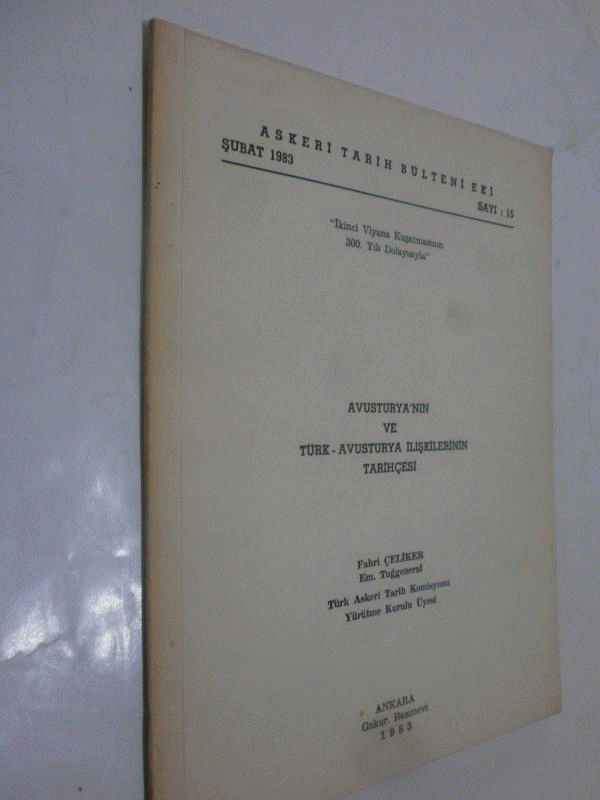 ASKERİ TARİH BÜLTENİ EKİ
ŞUBAT 1983 SAYI : 15
"İkinci Viyana Kuşatmasının
300. Yılı Dolayısıyla"
AVUSTURYA'NIN
VE
TÜRK - AVUSTURYA İLİŞKİLERİNİN
TARİHÇESİ
Fahri ÇELİKER
Em. Tuğgeneral
Türk Askeri Tarih Komisyonu
Yürütme Kurulu Üyesi
ANKARA
Gnkur. Basımevi
1983